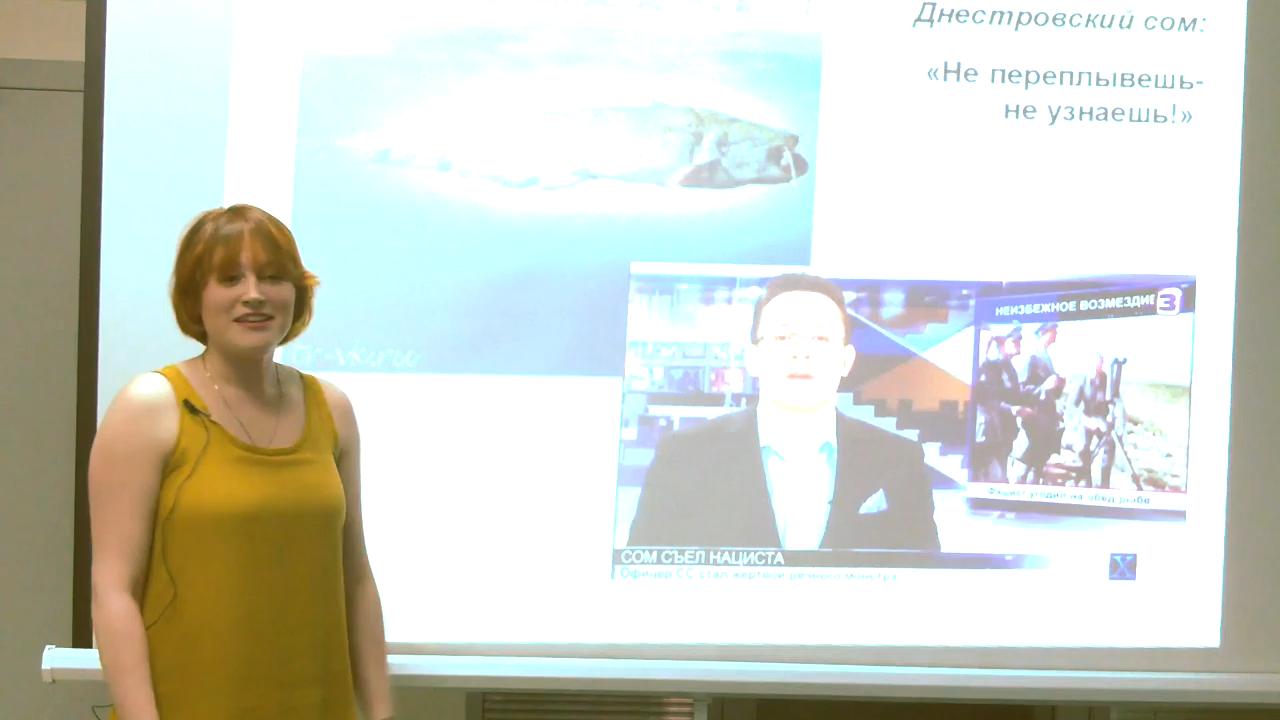 Днестровский сом:
«Не переплывешь-
не узнаешь!»
НЕИЗБЕЖНОЕ ВОЗМЕЗДИЕ 3
Фашист угодил на обед рыбе
СОМ СЪЕЛ НАЦИСТА
Офицер СС стал жертвой речного монстра
X